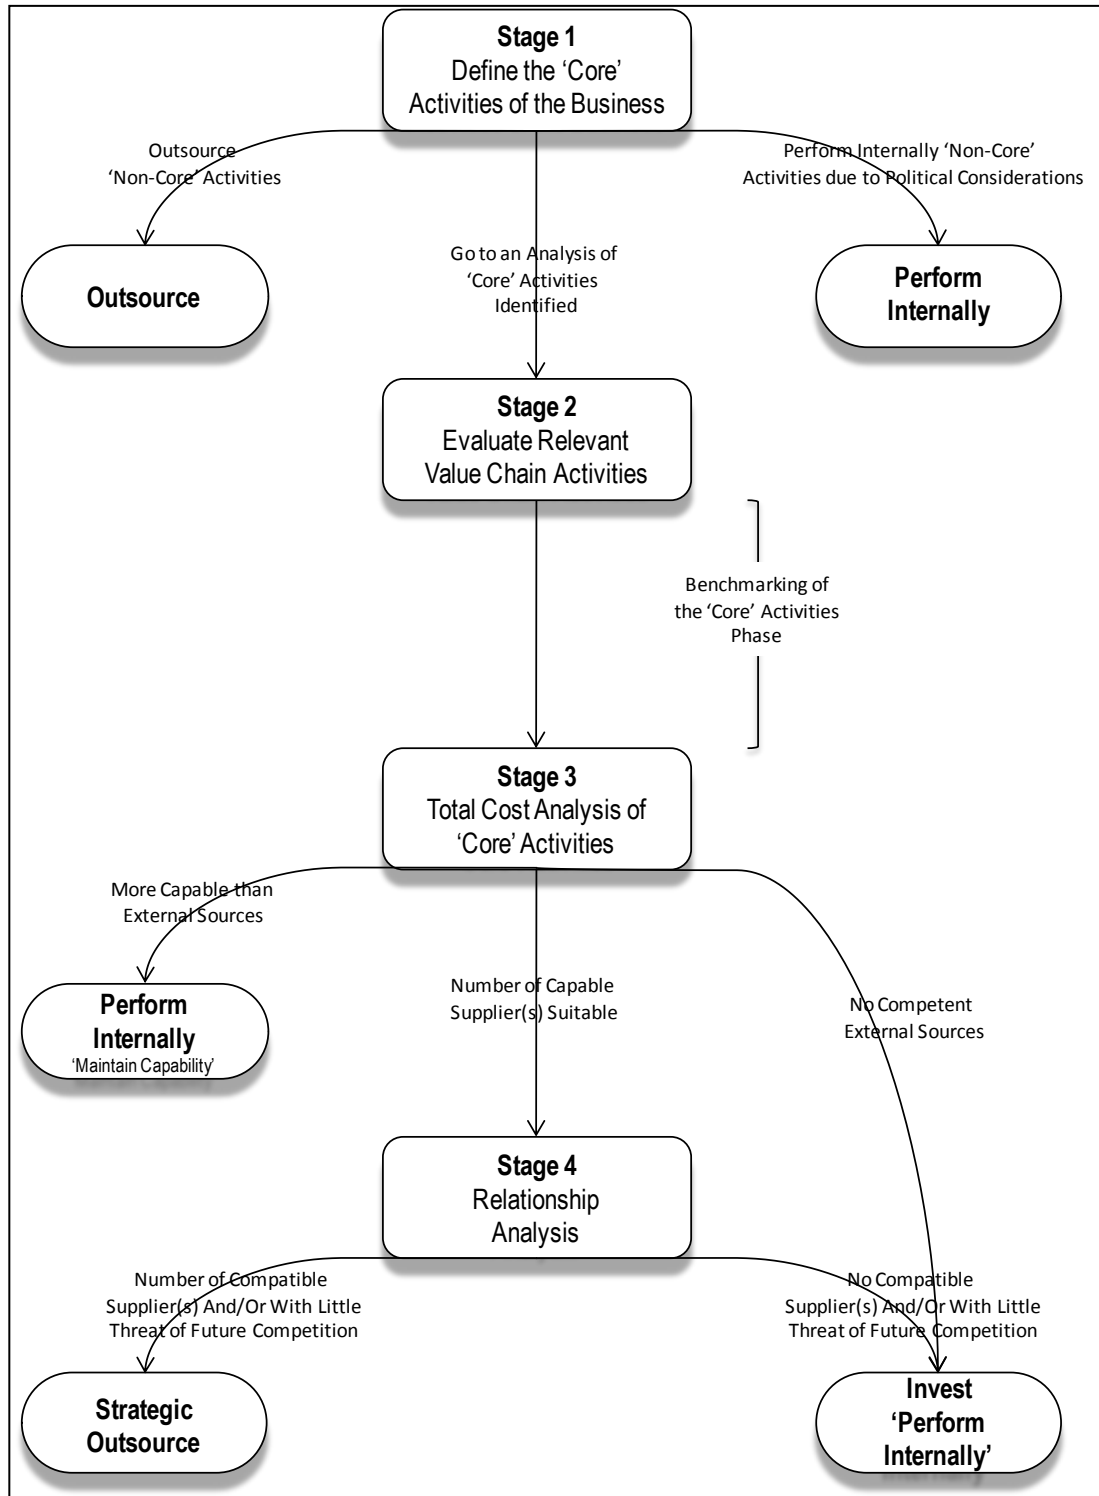 Stage 1
Define the ‘Core’
Activities of the Business
Outsource
‘Non-Core’ Activities
Perform Internally ‘Non-Core’
Activities due to Political Considerations
Go to an Analysis of
‘Core’ Activities
Identified
Outsource
Perform
Internally
Stage 2
Evaluate Relevant
Value Chain Activities
Benchmarking of
the ‘Core’ Activities
Phase
Stage 3
Total Cost Analysis of
‘Core’ Activities
More Capable than
External Sources
Number of Capable
Supplier(s) Suitable
No Competent
External Sources
Perform
Internally
‘Maintain Capability’
Stage 4
Relationship
Analysis
Number of Compatible
Supplier(s) And/Or With Little
Threat of Future Competition
No Compatible
Supplier(s) And/Or With Little
Threat of Future Competition
Strategic
Outsource
Invest
‘Perform
Internally’